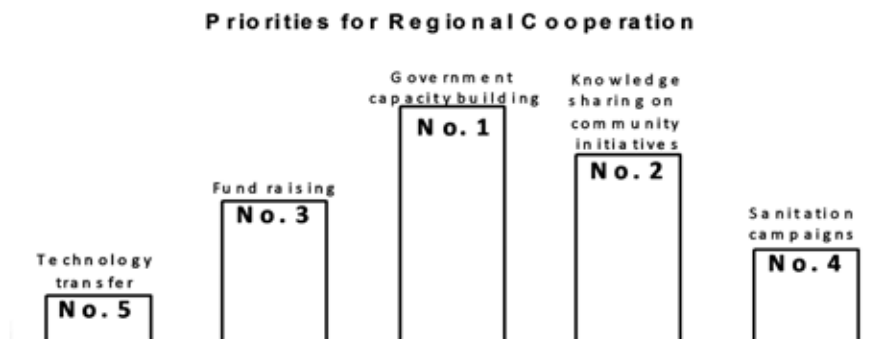 Priorities for Regional Cooperation
Government
capacity building
No. 1
Knowledge
sharing on
community
initiatives
No. 2
Fund raising
No. 3
Sanitation
campaigns
No. 4
Technology
transfer
No. 5